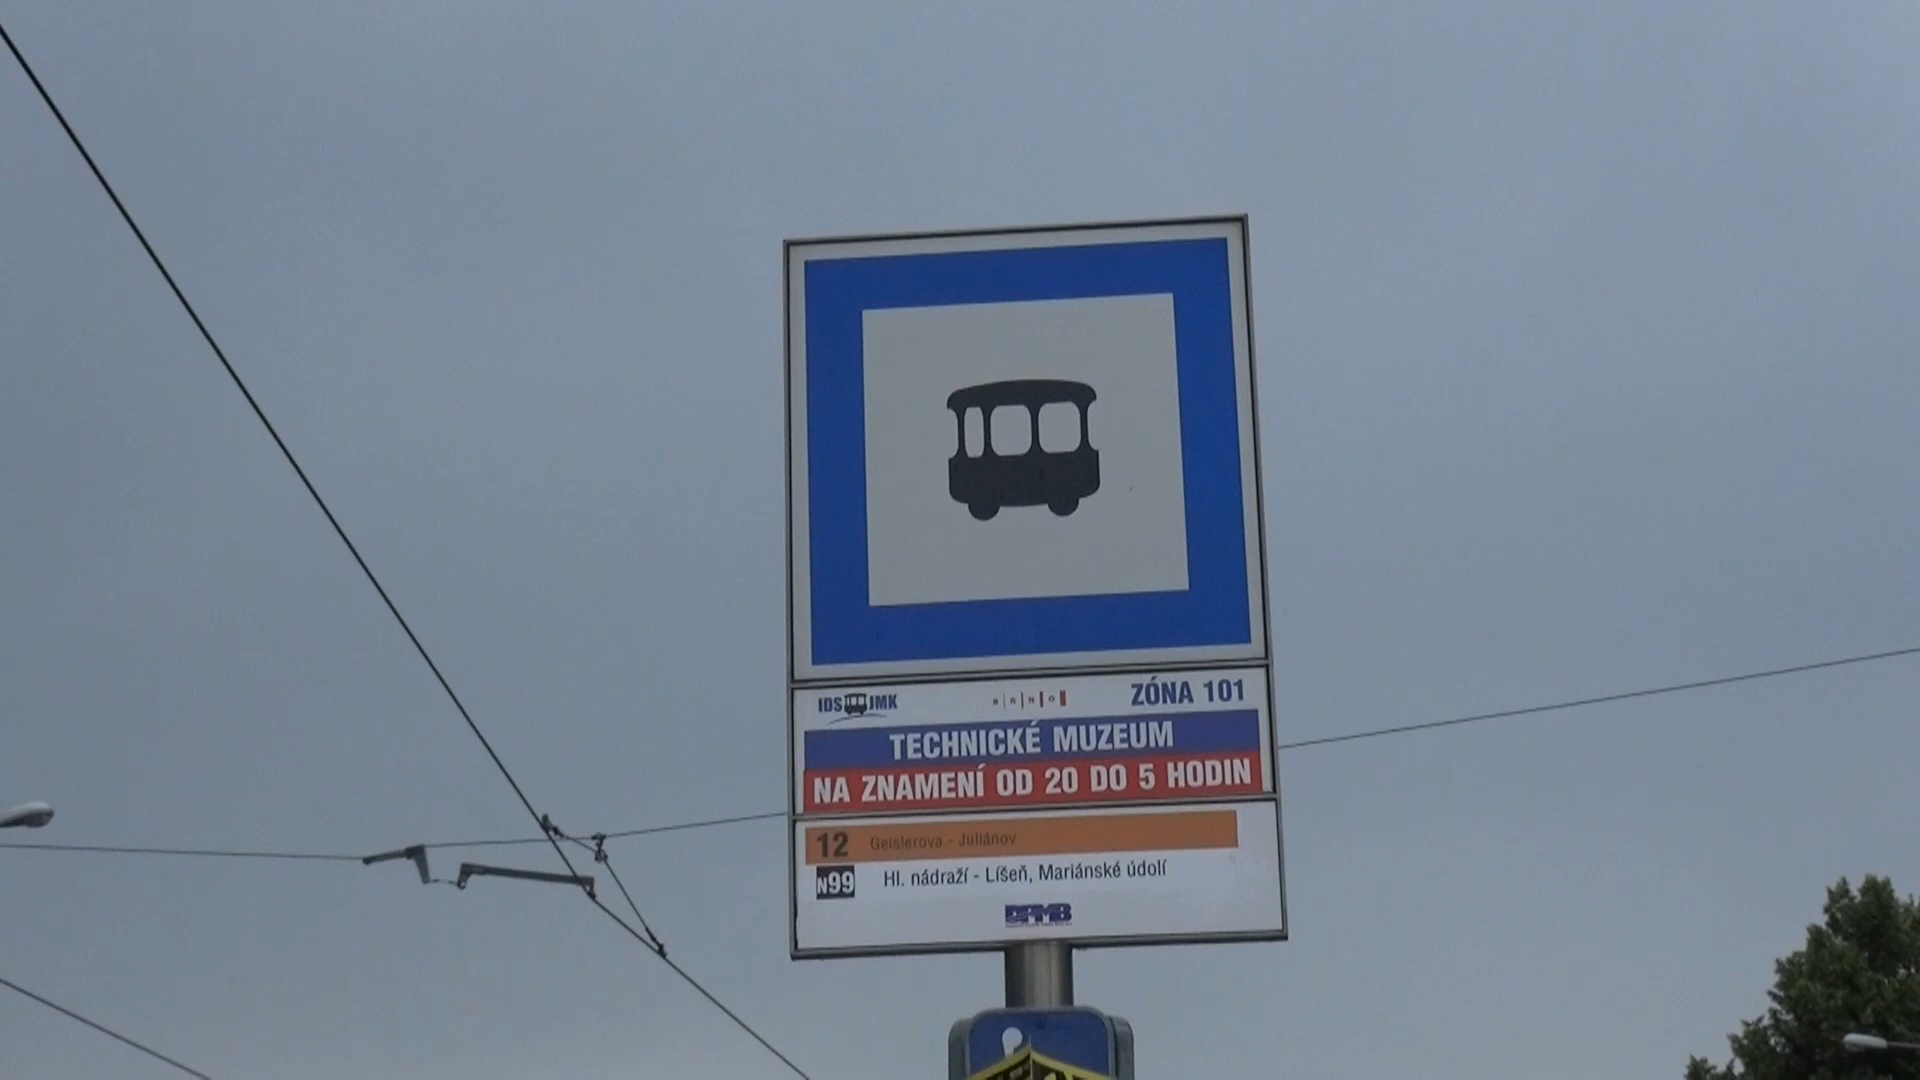 IDS JMK BRNO ZÓNA 101
TECHNICKÉ MUZEUM
NA ZNAMENÍ OD 20 DO 5 HODIN
12 Geislerova - Juliánov
N99 Hl. nádraží - Líšeň, Mariánské údolí
DPMB